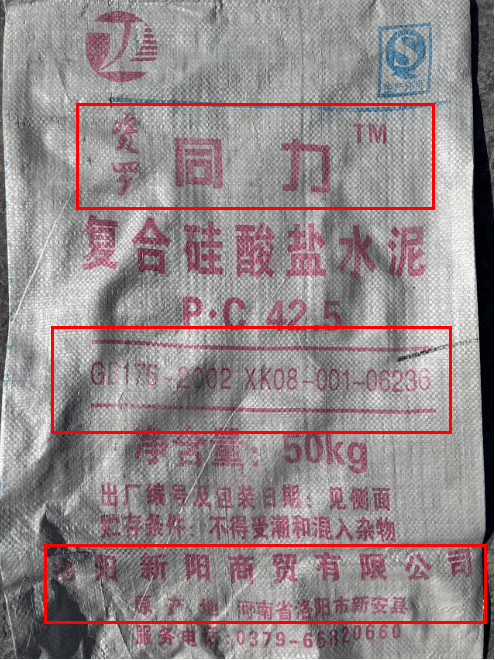 同力 TM
复合硅酸盐水泥
P·C 42.5
GB175-2002 XK08-001-06236
净含量：50kg
出厂编号及包装日期：见侧面
贮存条件：不得受潮和混入杂物
洛阳新阳商贸有限公司
原产地：河南省洛阳市新安县
服务电话：0379-66820660